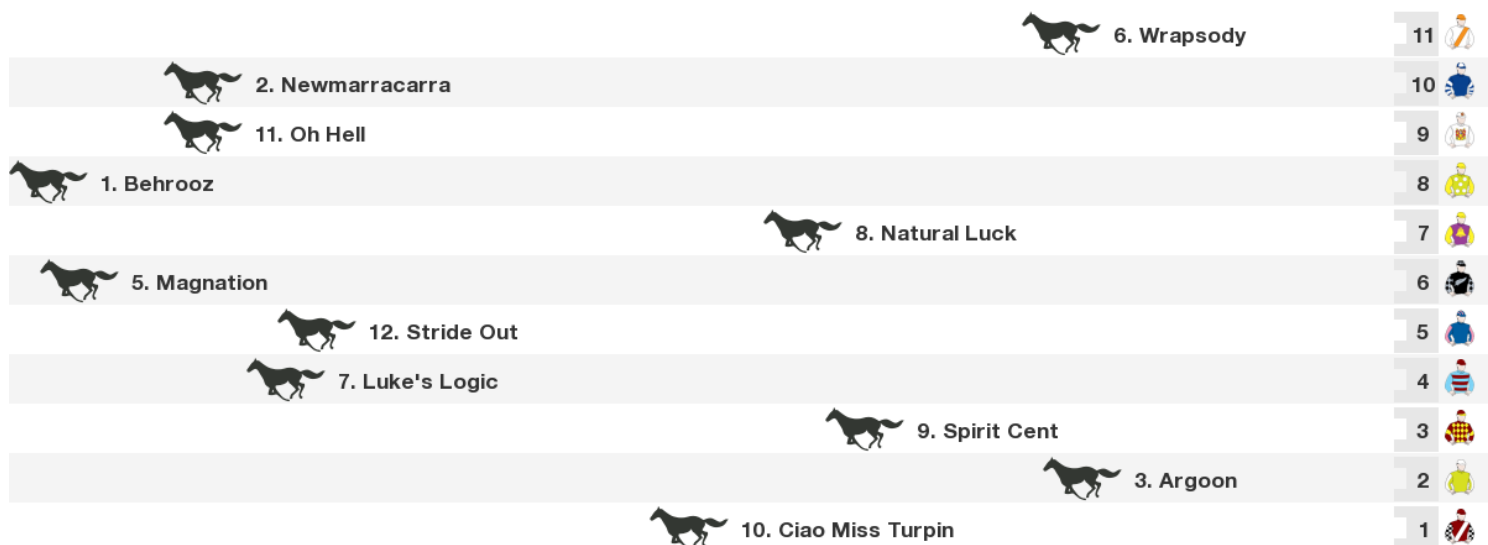 6. Wrapsody 11
2. Newmarracarra 10
11. Oh Hell 9
1. Behrooz 8
8. Natural Luck 7
5. Magnation 6
12. Stride Out 5
7. Luke's Logic 4
9. Spirit Cent 3
3. Argoon 2
10. Ciao Miss Turpin 1